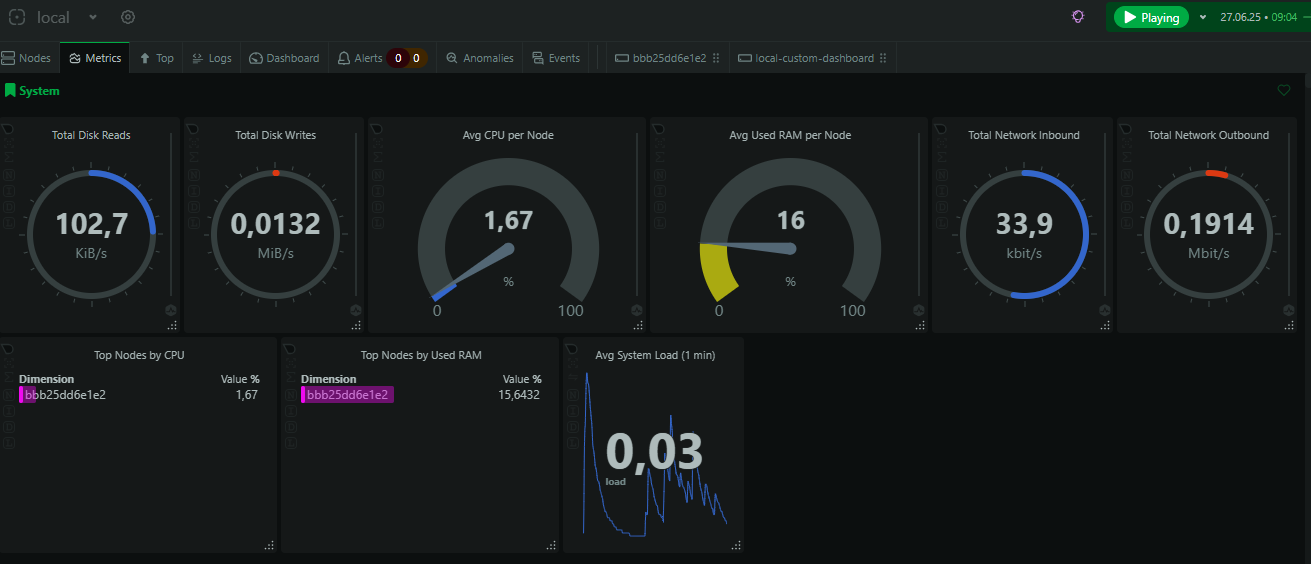 local
Playing
27.06.25 • 09:04
Nodes
Metrics
Top
Logs
Dashboard
Alerts 0 0
Anomalies
Events
bbb25dd6e1e2
local-custom-dashboard
System
Total Disk Reads
102,7
KiB/s
Total Disk Writes
0,0132
MiB/s
Avg CPU per Node
1,67
%
0 100
Avg Used RAM per Node
16
%
0 100
Total Network Inbound
33,9
kbit/s
Total Network Outbound
0,1914
Mbit/s
Top Nodes by CPU
Dimension Value %
bbb25dd6e1e2 1,67
Top Nodes by Used RAM
Dimension Value %
bbb25dd6e1e2 15,6432
Avg System Load (1 min)
0,03
load